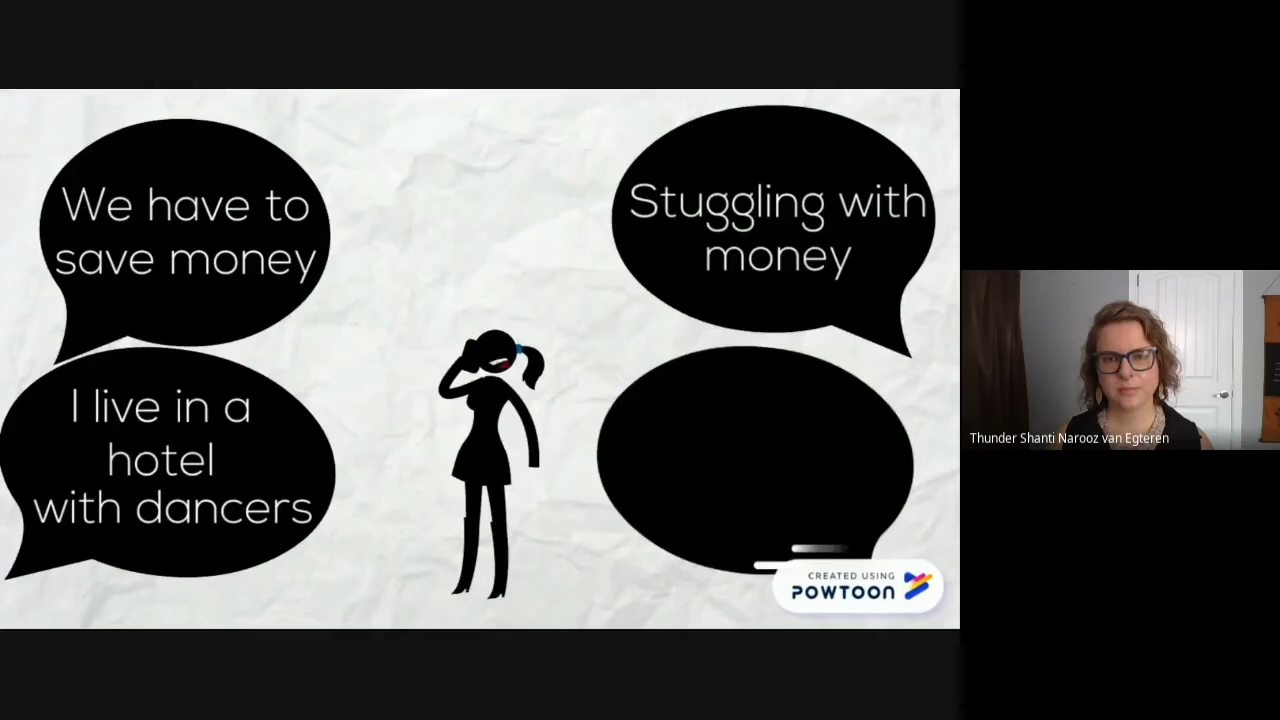 We have to
save money
Stuggling with
money
I live in a
hotel
with dancers
CREATED USING
POWTOON
Thunder Shanti Narooz van Egteren